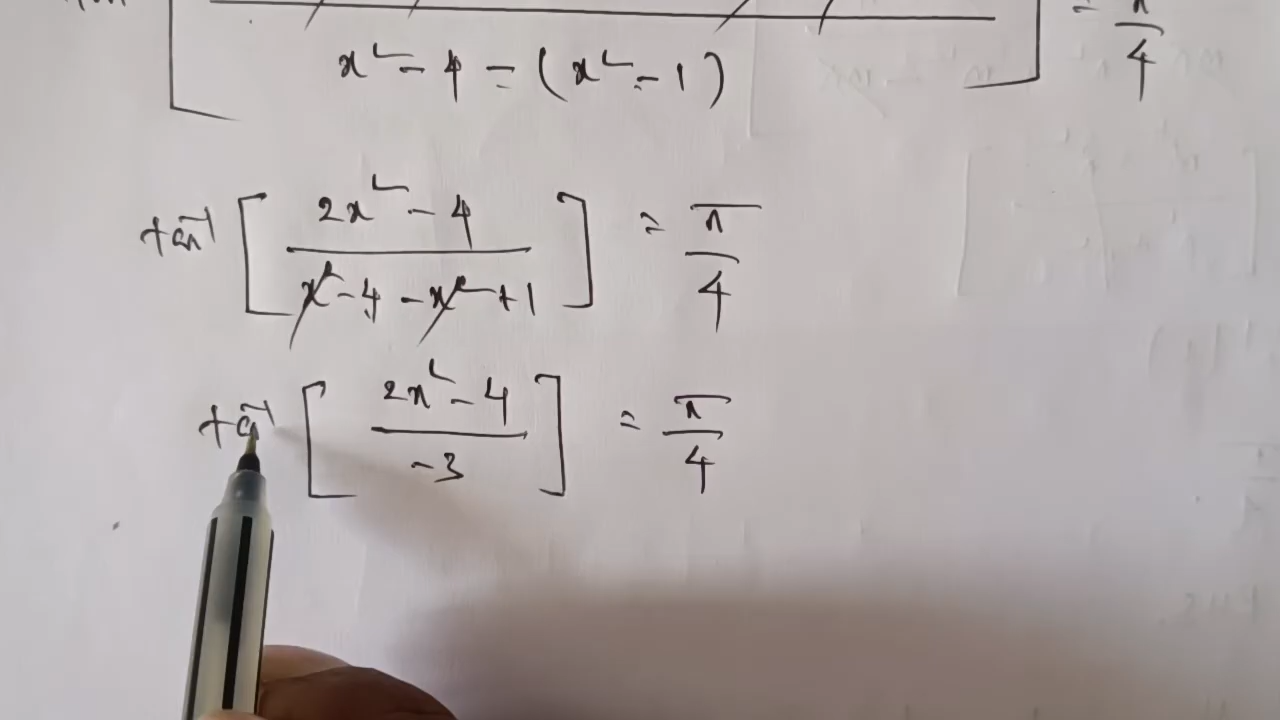 = π/4
x² - 4 - (x² - 1)
tan⁻¹ [ (2x² - 4) / (x² - 4 - x² + 1) ] = π/4
tan⁻¹ [ (2x² - 4) / (-3) ] = π/4